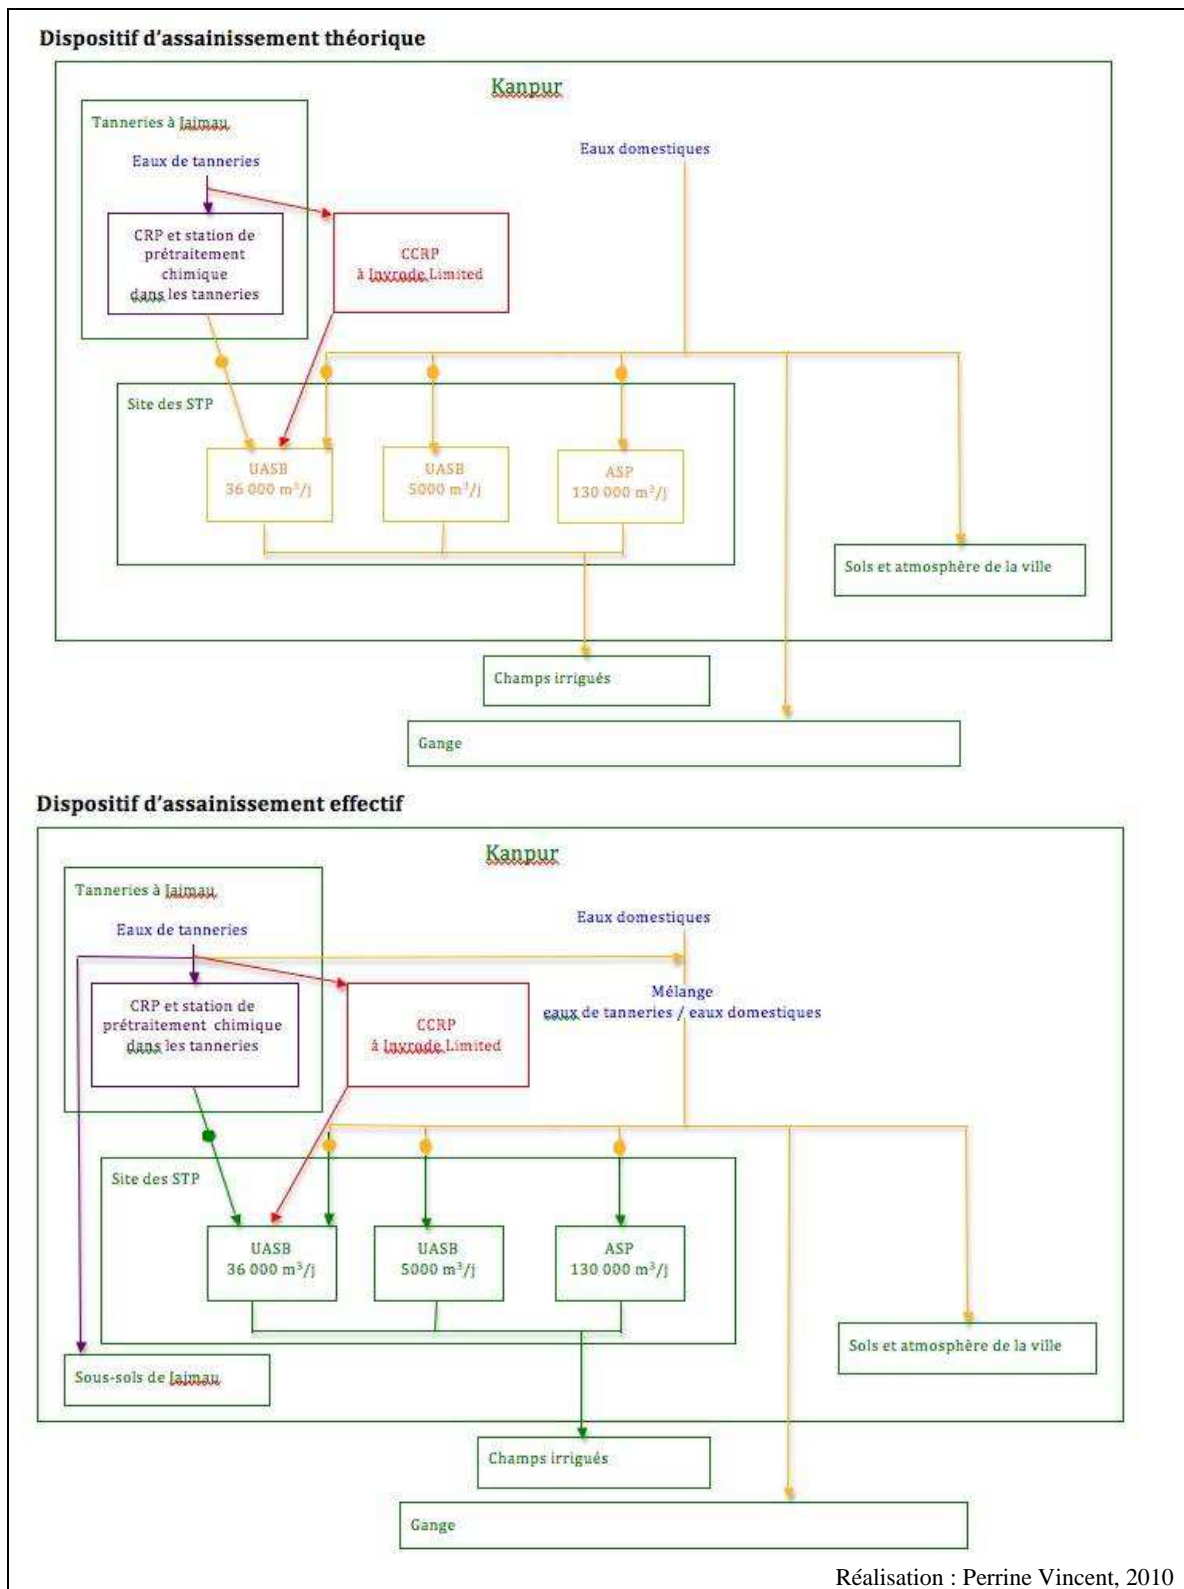 Dispositif d'assainissement théorique
Kanpur
Tanneries à Jajmau
Eaux de tanneries
Eaux domestiques
CRP et station de
prétraitement
chimique
dans les tanneries
CCRP
à Invrode Limited
Site des STP
UASB
36 000 m³/j
UASB
5000 m³/j
ASP
130 000 m³/j
Sols et atmosphère de la ville
Champs irrigués
Gange
Dispositif d'assainissement effectif
Kanpur
Tanneries à Jajmau
Eaux de tanneries
Eaux domestiques
Mélange
eaux de tanneries / eaux domestiques
CRP et station de
prétraitement chimique
dans les tanneries
CCRP
à Invrode Limited
Site des STP
UASB
36 000 m³/j
UASB
5000 m³/j
ASP
130 000 m³/j
Sols et atmosphère de la ville
Sous-sols de Jajmau
Champs irrigués
Gange
Réalisation : Perrine Vincent, 2010